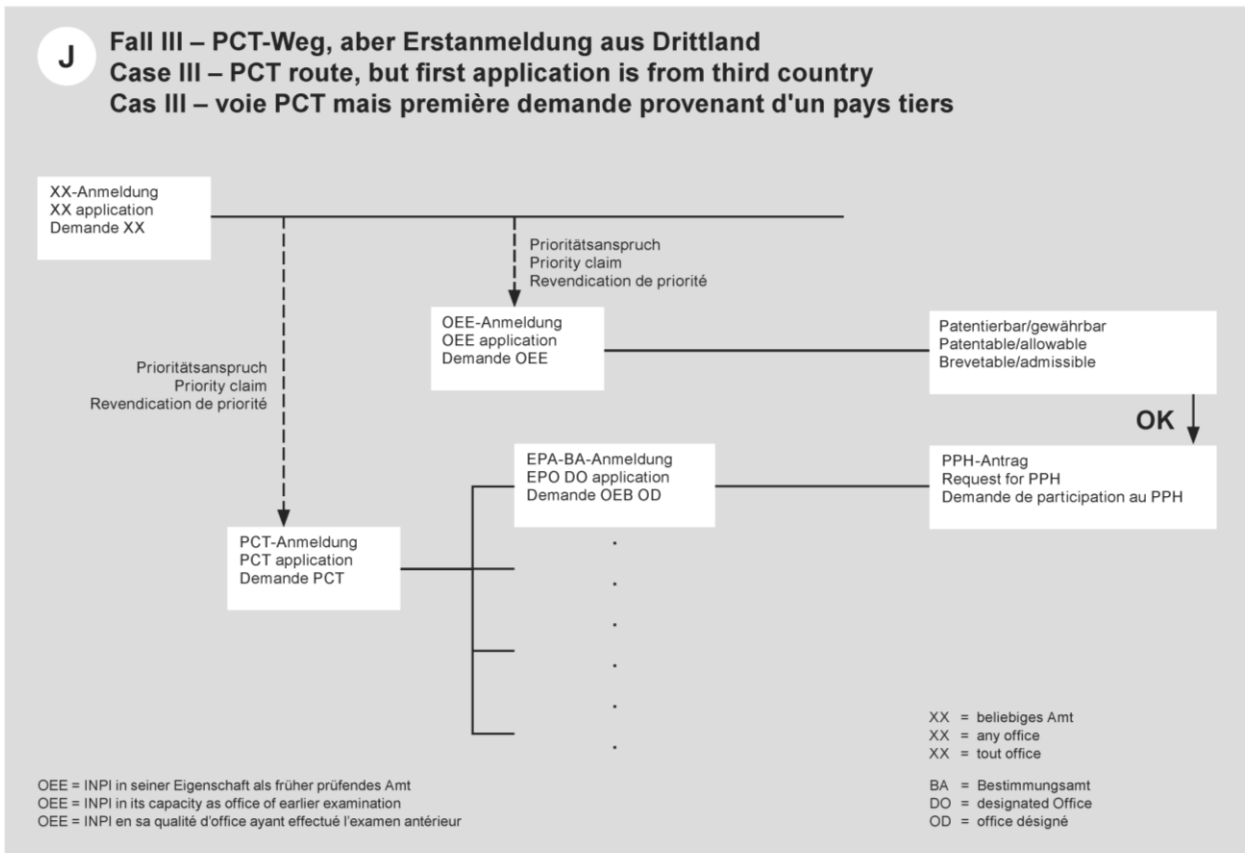 J
Fall III – PCT-Weg, aber Erstanmeldung aus Drittland
Case III – PCT route, but first application is from third country
Cas III – voie PCT mais première demande provenant d'un pays tiers
XX-Anmeldung
XX application
Demande XX
Prioritätsanspruch
Priority claim
Revendication de priorité
OEE-Anmeldung
OEE application
Demande OEE
Patentierbar/gewährbar
Patentable/allowable
Brevetable/admissible
Prioritätsanspruch
Priority claim
Revendication de priorité
OK
EPA-BA-Anmeldung
EPO DO application
Demande OEB OD
PPH-Antrag
Request for PPH
Demande de participation au PPH
PCT-Anmeldung
PCT application
Demande PCT
XX = beliebiges Amt
XX = any office
XX = tout office
BA = Bestimmungsamt
DO = designated Office
OD = office désigné
OEE = INPI in seiner Eigenschaft als früher prüfendes Amt
OEE = INPI in its capacity as office of earlier examination
OEE = INPI en sa qualité d'office ayant effectué l'examen antérieur